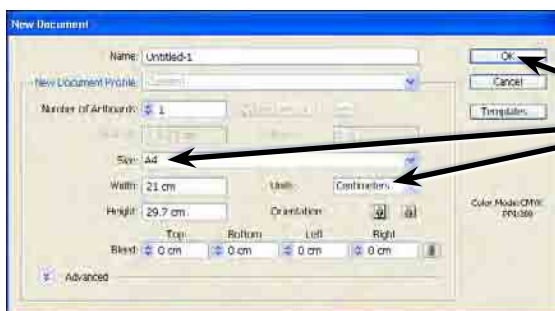 New Document
Name: Untitled-1
OK
New Document Profile:
Cancel
Number of Artboards: 1
Templates...
Size: A4
Width: 21 cm
Units: Centimeters
Height: 29.7 cm
Orientation:
Color Mode:CMYK
PPI:300
Top Bottom Left Right
Bleed: 0 cm 0 cm 0 cm 0 cm
Advanced